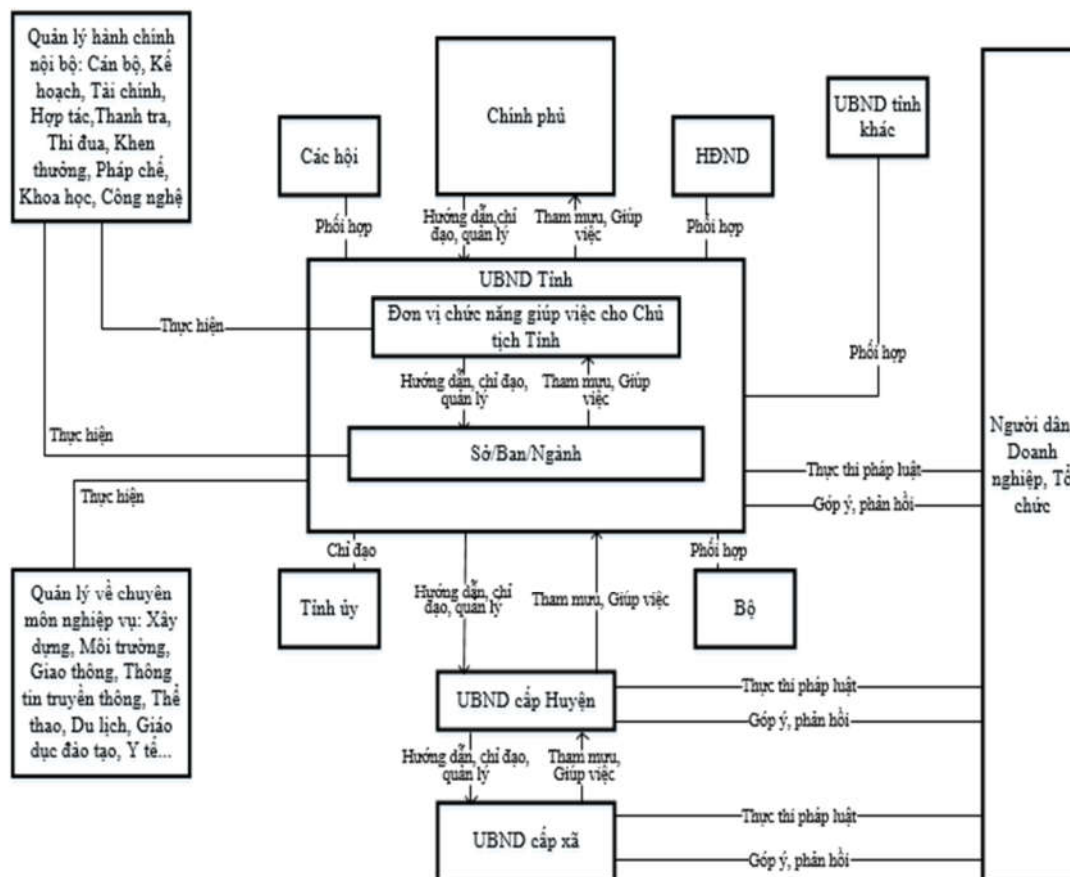 Quản lý hành chính
nội bộ: Cán bộ, Kế
hoạch, Tài chính,
Hợp tác,Thanh tra,
Thi đua, Khen
thưởng, Pháp chế,
Khoa học, Công nghệ
Chính phủ
UBND tỉnh
khác
Các hội
HĐND
Phối hợp
Hướng dẫn,chỉ
đạo, quản lý
Tham mưu, Giúp
việc
Phối hợp
UBND Tỉnh
Đơn vị chức năng giúp việc cho Chủ
tịch Tỉnh
Thực hiện
Phối hợp
Hướng dẫn, chỉ đạo,
quản lý
Tham mưu, Giúp
việc
Thực hiện
Sở/Ban/Ngành
Người dân,
Doanh
nghiệp, Tổ
chức
Thực thi pháp luật
Thực hiện
Góp ý, phản hồi
Chỉ đạo
Phối hợp
Quản lý về chuyên
môn nghiệp vụ: Xây
dựng, Môi trường,
Giao thông, Thông
tin truyền thông, Thể
thao, Du lịch, Giáo
dục đào tạo, Y tế...
Tỉnh ủy
Hướng dẫn, chỉ
đạo, quản lý
Tham mưu, Giúp việc
Bộ
UBND cấp Huyện
Thực thi pháp luật
Góp ý, phản hồi
Hướng dẫn, chỉ đạo,
quản lý
Tham mưu,
Giúp việc
UBND cấp xã
Thực thi pháp luật
Góp ý, phản hồi